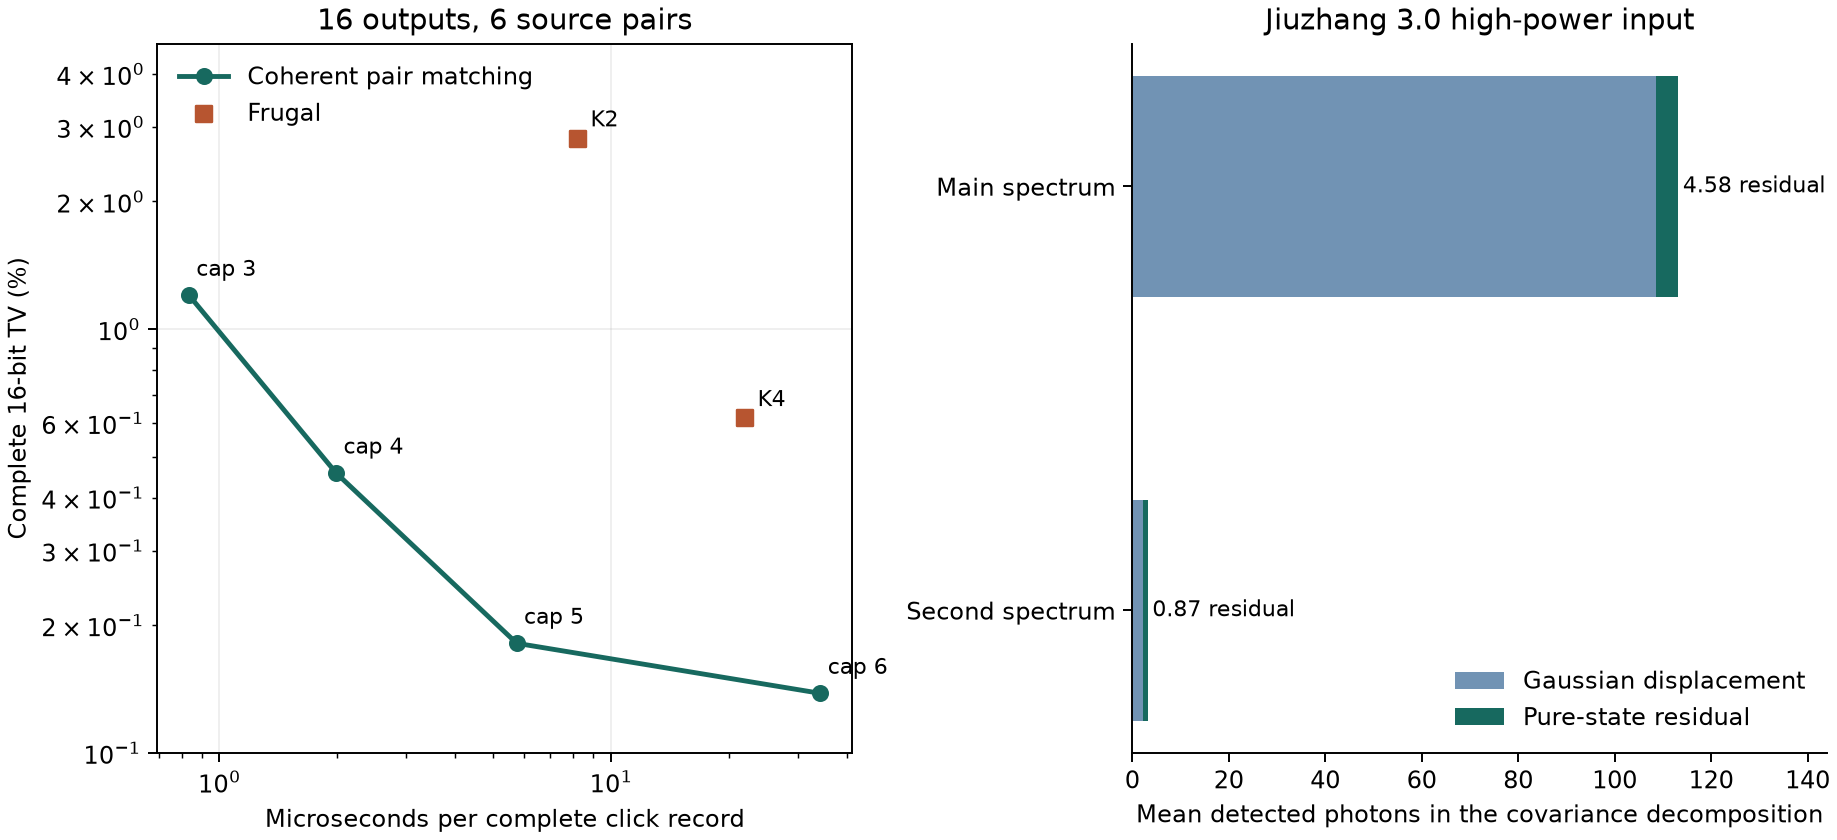 16 outputs, 6 source pairs
Complete 16-bit TV (%)
4 × 10⁰
3 × 10⁰
2 × 10⁰
10⁰
6 × 10⁻¹
4 × 10⁻¹
3 × 10⁻¹
2 × 10⁻¹
10⁻¹
Coherent pair matching
Frugal
K2
cap 3
K4
cap 4
cap 5
cap 6
10⁰ 10¹
Microseconds per complete click record
Jiuzhang 3.0 high-power input
Main spectrum
4.58 residual
Second spectrum
0.87 residual
Gaussian displacement
Pure-state residual
0 20 40 60 80 100 120 140
Mean detected photons in the covariance decomposition